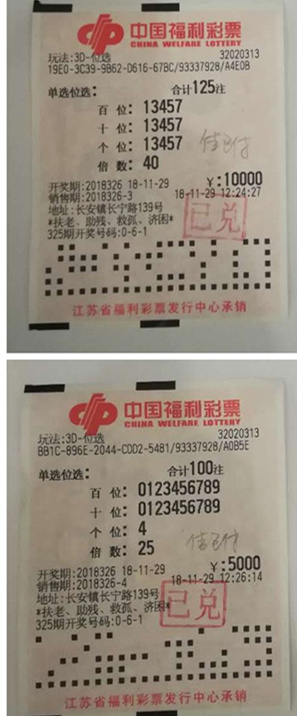 中国福利彩票
CHINA WELFARE LOTTERY
玩法:3D-位选 32020313
19E0-3C39-9B62-D616-67BC/93337928/A4E0B
单选位选: 合计125注
百 位: 13457
十 位: 13457
个 位: 13457
倍 数: 40
开奖期:2018326 18-11-29 ¥:10000
销售期:2018326-3 18-11-29 12:24:27
地址:长安镇长宁路139号
*扶老、助残、救孤、济困*
325期开奖号码:0-6-1
已兑
江苏省福利彩票发行中心承销
中国福利彩票
CHINA WELFARE LOTTERY
玩法:3D-位选 32020313
BB1C-896E-2044-CDD2-5481/93337928/A0B5E
单选位选: 合计100注
百 位: 0123456789
十 位: 0123456789
个 位: 4
倍 数: 25
开奖期:2018326 18-11-29 ¥:5000
销售期:2018326-4 18-11-29 12:26:14
地址:长安镇长宁路139号
*扶老、助残、救孤、济困*
325期开奖号码:0-6-1
已兑
江苏省福利彩票发行中心承销